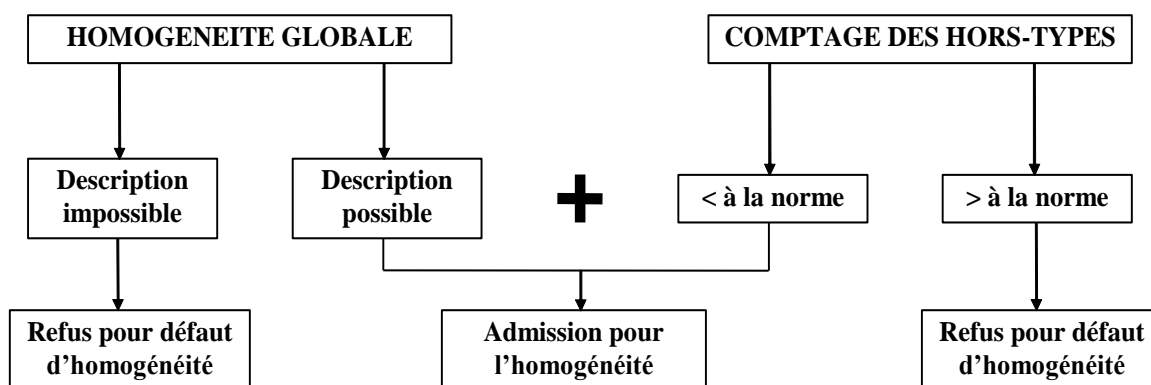 HOMOGENEITE GLOBALE
COMPTAGE DES HORS-TYPES
Description
impossible
Description
possible
+
< à la norme
> à la norme
Refus pour défaut
d’homogénéité
Admission pour
l’homogénéité
Refus pour défaut
d’homogénéité